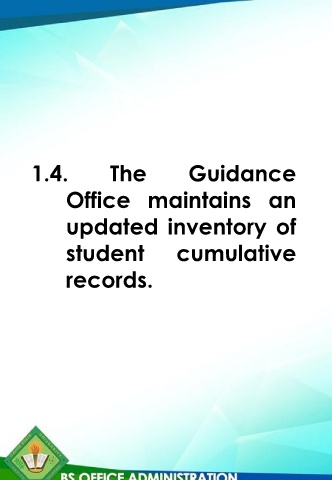 1.4. The Guidance
Office maintains an
updated inventory of
student cumulative
records.
BS OFFICE ADMINISTRATION